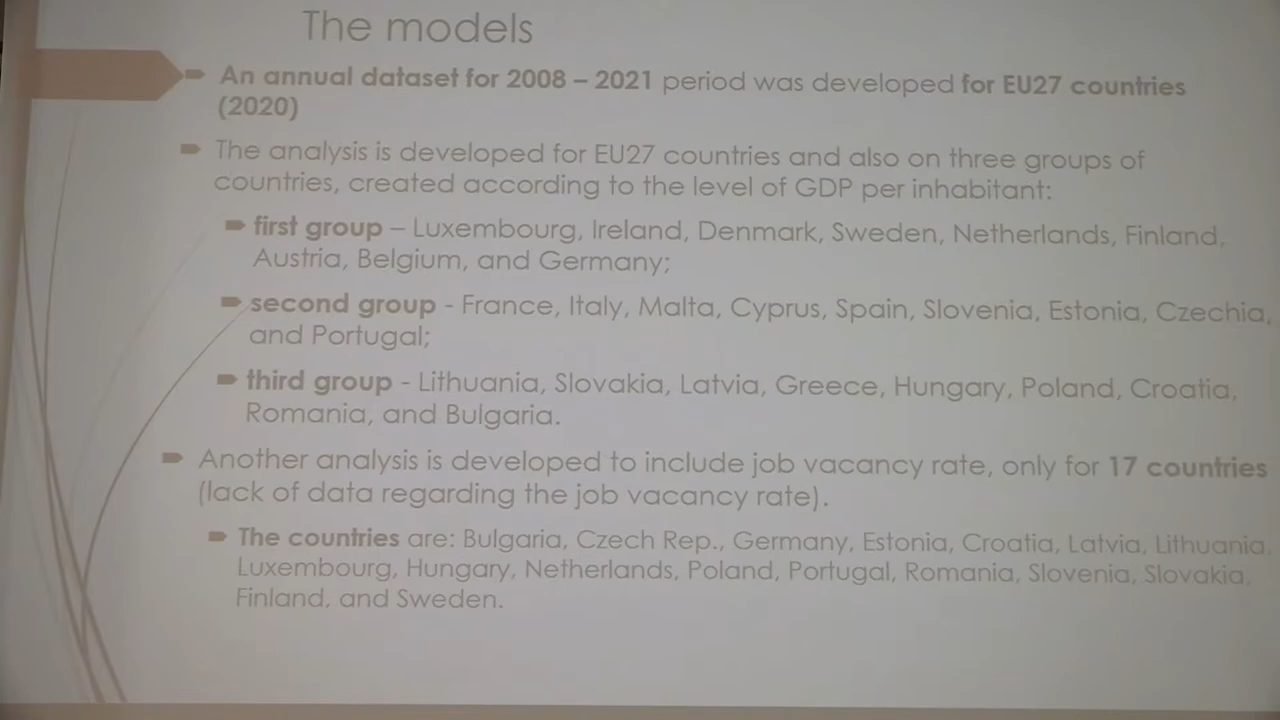 The models
An annual dataset for 2008 – 2021 period was developed for EU27 countries
(2020)
The analysis is developed for EU27 countries and also on three groups of
countries, created according to the level of GDP per inhabitant:
first group – Luxembourg, Ireland, Denmark, Sweden, Netherlands, Finland,
Austria, Belgium, and Germany;
second group - France, Italy, Malta, Cyprus, Spain, Slovenia, Estonia, Czechia,
and Portugal;
third group - Lithuania, Slovakia, Latvia, Greece, Hungary, Poland, Croatia,
Romania, and Bulgaria.
Another analysis is developed to include job vacancy rate, only for 17 countries
(lack of data regarding the job vacancy rate).
The countries are: Bulgaria, Czech Rep., Germany, Estonia, Croatia, Latvia, Lithuania,
Luxembourg, Hungary, Netherlands, Poland, Portugal, Romania, Slovenia, Slovakia,
Finland, and Sweden.